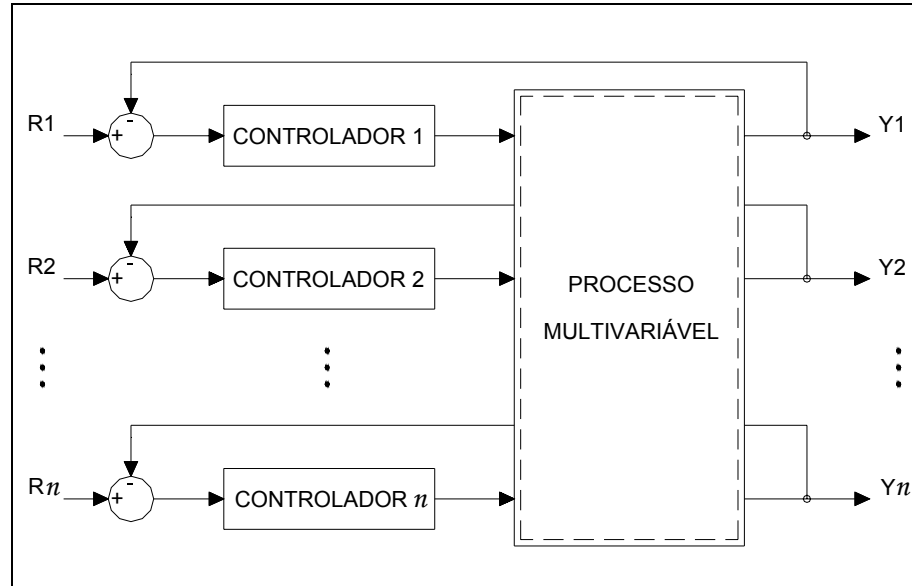 R1 + - CONTROLADOR 1 Y1
R2 + - CONTROLADOR 2 Y2
PROCESSO
MULTIVARIÁVEL
Rn + - CONTROLADOR n Yn